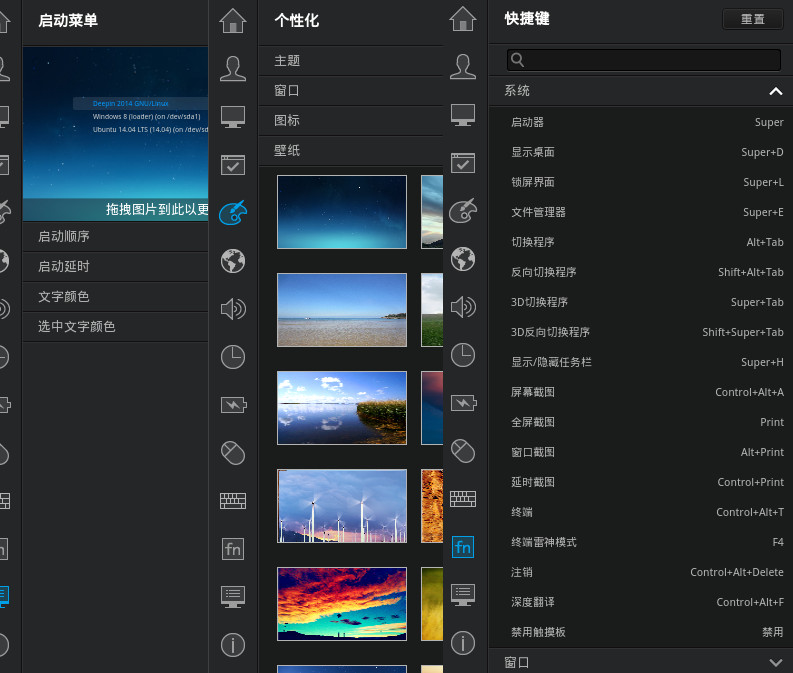 启动菜单
Deepin 2014 GNU/Linux
Windows 8 (loader) (on /dev/sda1)
Ubuntu 14.04 LTS (14.04) (on /dev/sd
拖拽图片到此以更
启动顺序
启动延时
文字颜色
选中文字颜色
个性化
主题
窗口
图标
壁纸
fn
快捷键
重置
系统
启动器 Super
显示桌面 Super+D
锁屏界面 Super+L
文件管理器 Super+E
切换程序 Alt+Tab
反向切换程序 Shift+Alt+Tab
3D切换程序 Super+Tab
3D反向切换程序 Shift+Super+Tab
显示/隐藏任务栏 Super+H
屏幕截图 Control+Alt+A
全屏截图 Print
窗口截图 Alt+Print
延时截图 Control+Print
终端 Control+Alt+T
终端雷神模式 F4
注销 Control+Alt+Delete
深度翻译 Control+Alt+F
禁用触摸板 禁用
窗口
fn